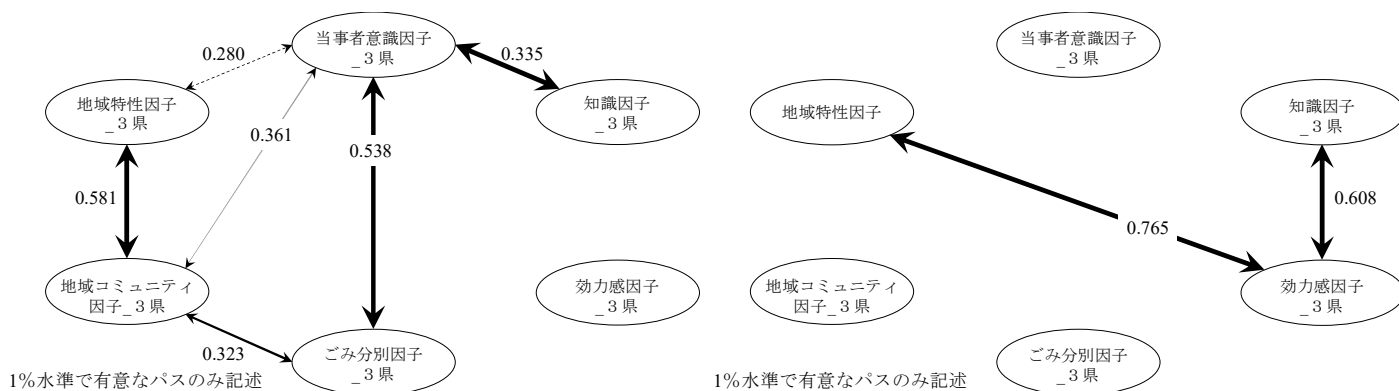 当事者意識因子
_３県
0.280
0.335
地域特性因子
_３県
知識因子
_３県
0.361
0.538
0.581
地域コミュニティ
因子_３県
効力感因子
_３県
0.323
ごみ分別因子
_３県
1%水準で有意なパスのみ記述
当事者意識因子
_３県
地域特性因子
知識因子
_３県
0.608
0.765
地域コミュニティ
因子_３県
効力感因子
_３県
ごみ分別因子
_３県
1%水準で有意なパスのみ記述